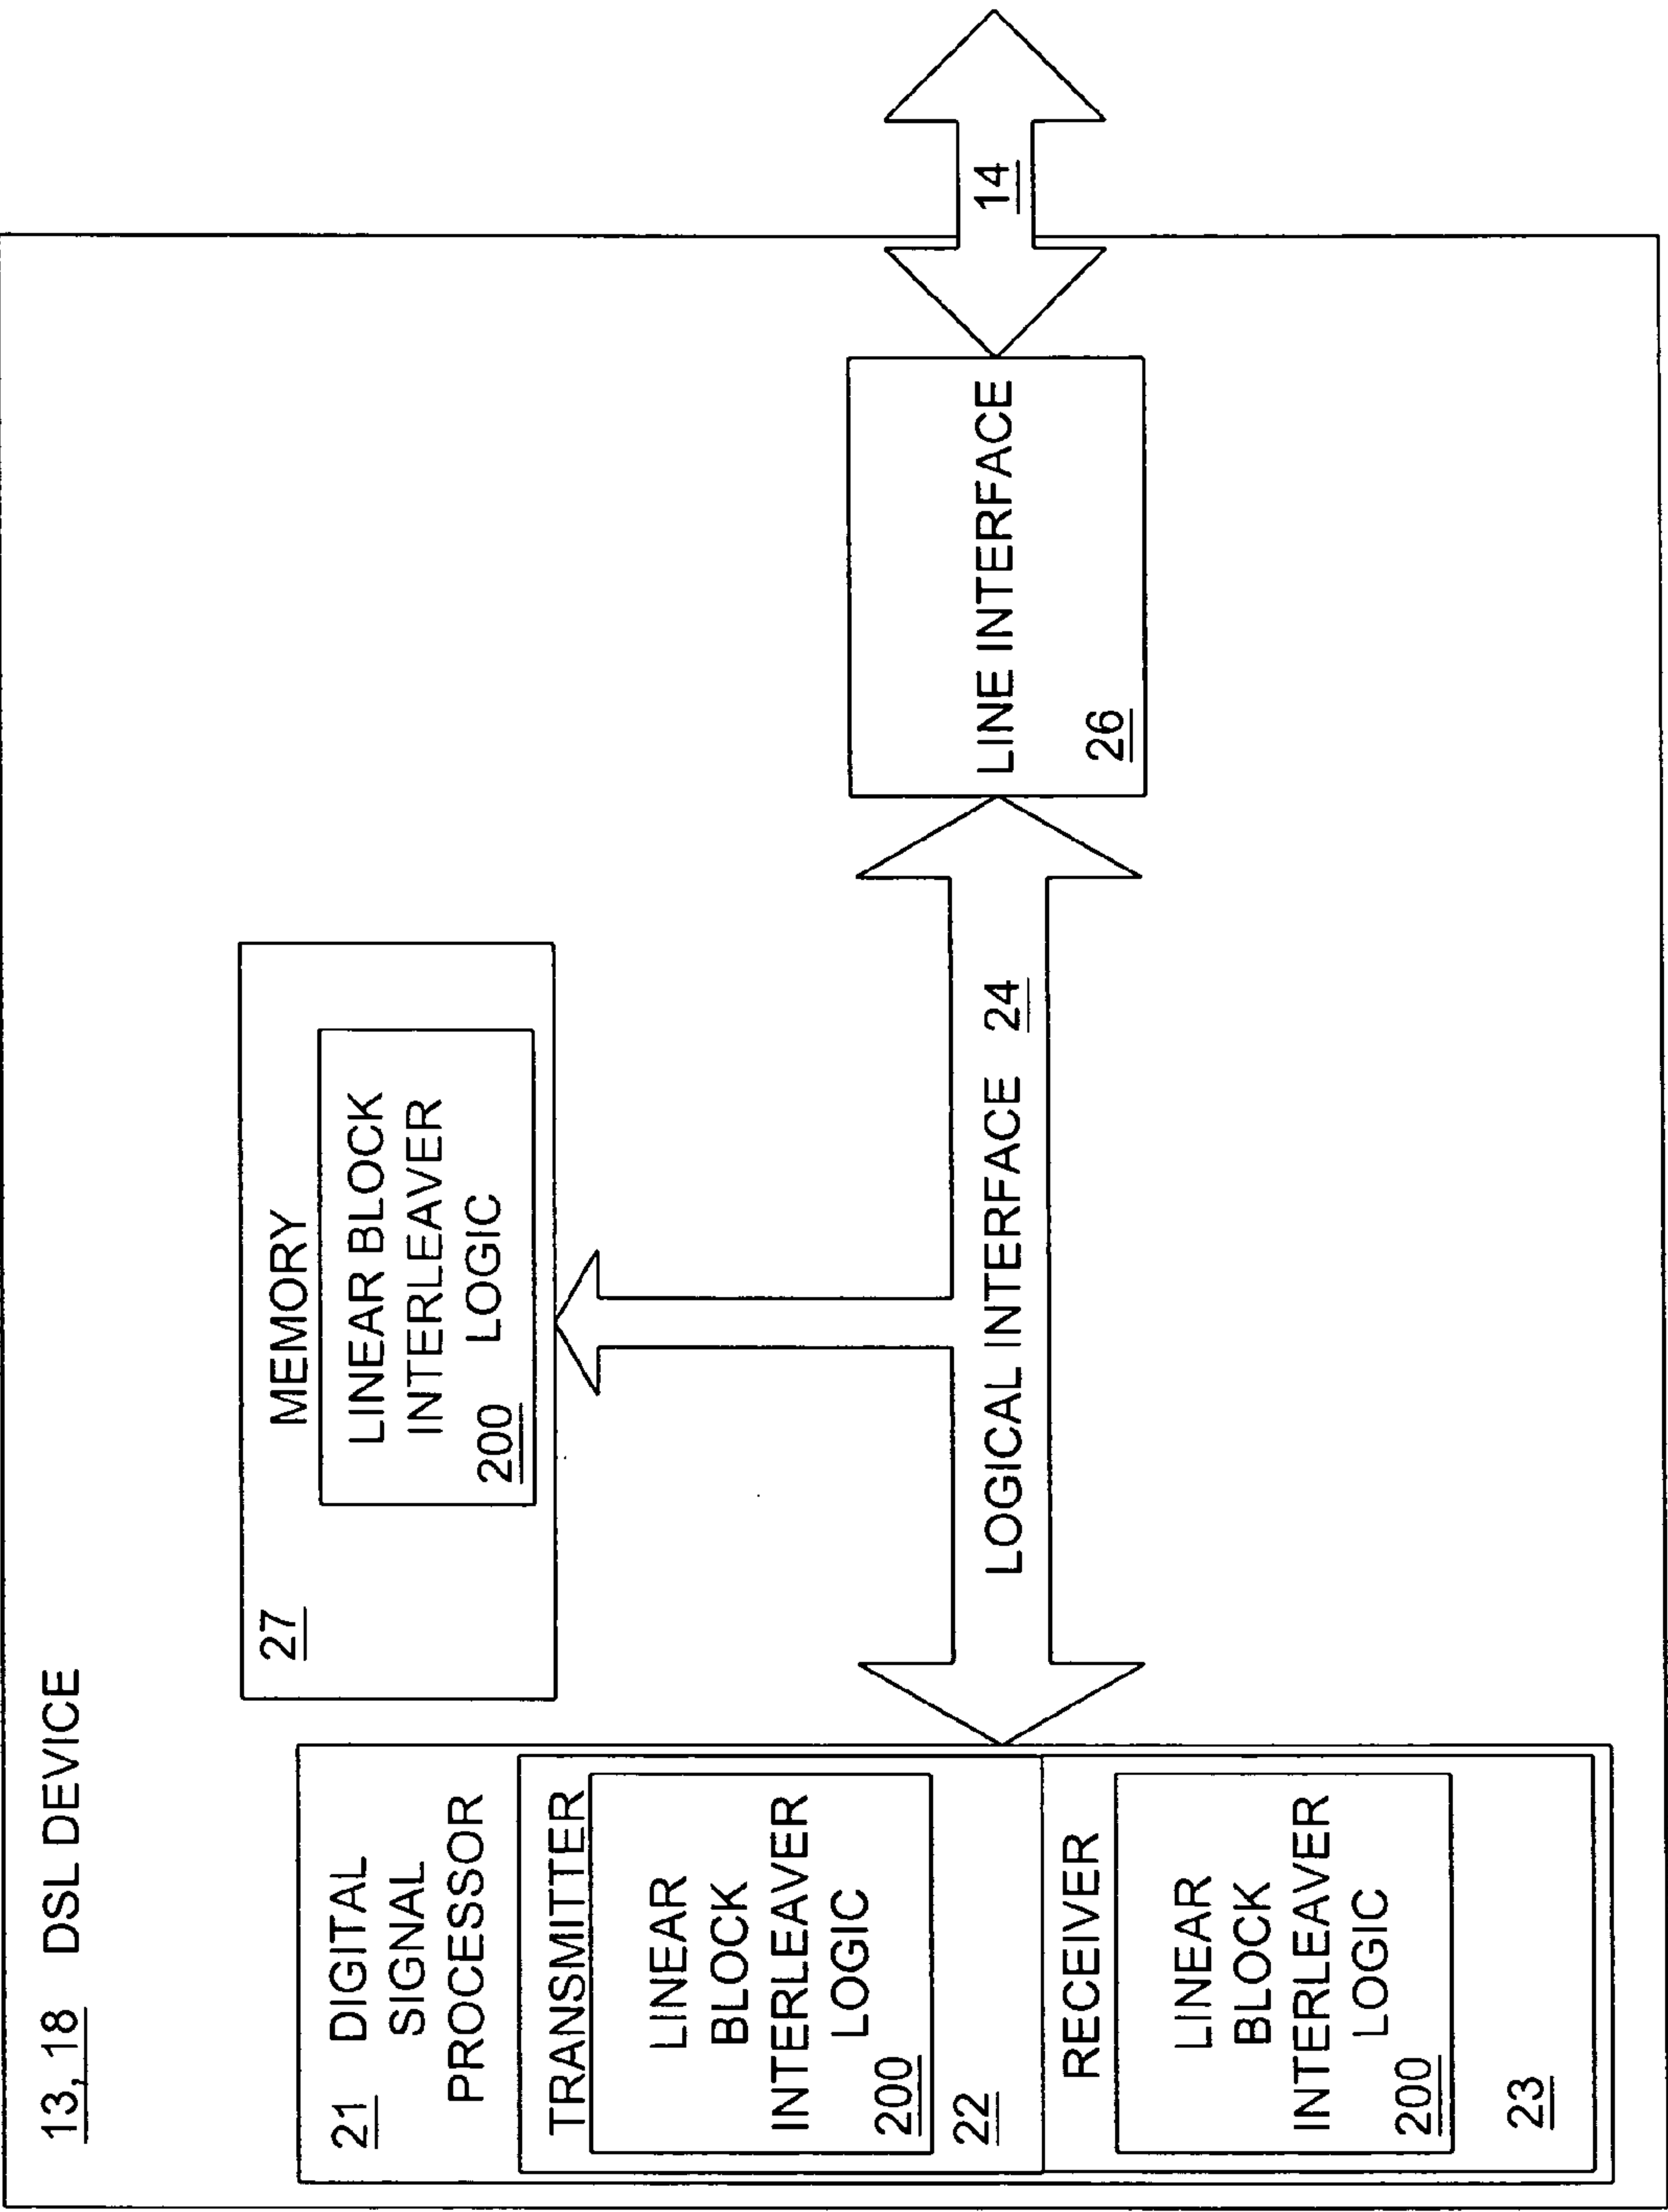 13, 18 DSL DEVICE
27
MEMORY
LINEAR BLOCK
INTERLEAVER
200 LOGIC
21 DIGITAL
SIGNAL
PROCESSOR
TRANSMITTER
LINEAR
BLOCK
INTERLEAVER
LOGIC
200
22
RECEIVER
LINEAR
BLOCK
INTERLEAVER
LOGIC
200
23
LOGICAL INTERFACE 24
LINE INTERFACE
26
14